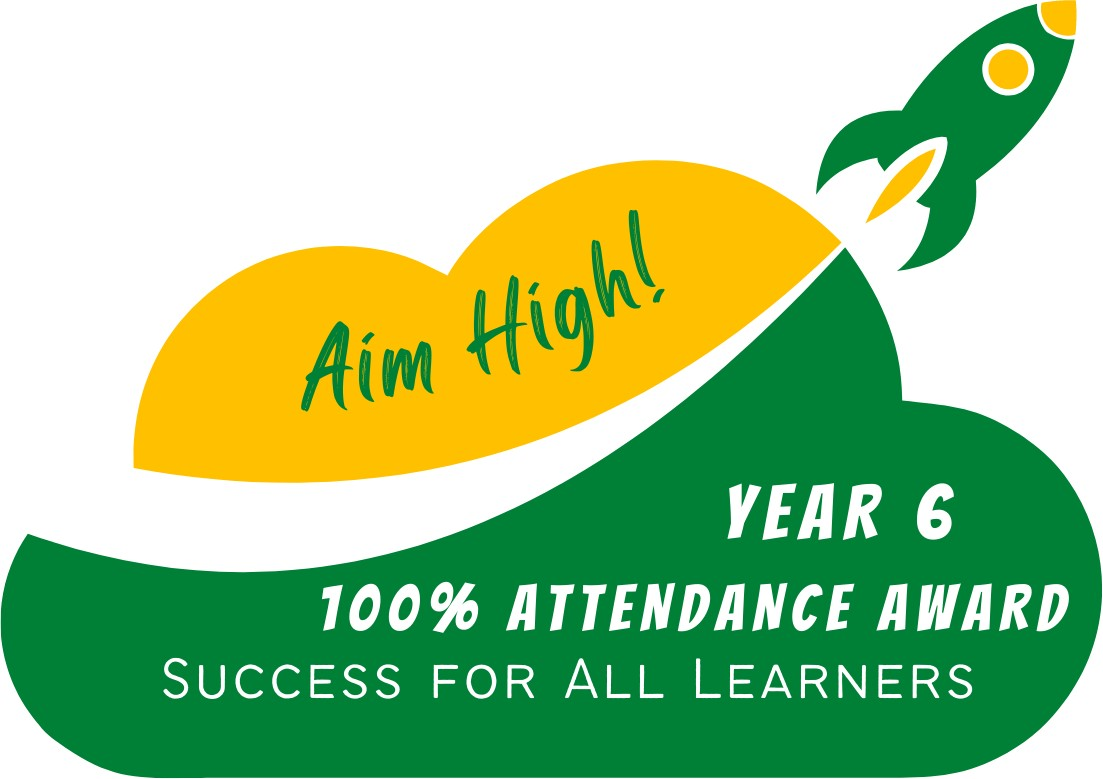 Aim High!
YEAR 6
100% ATTENDANCE AWARD
Success for All Learners